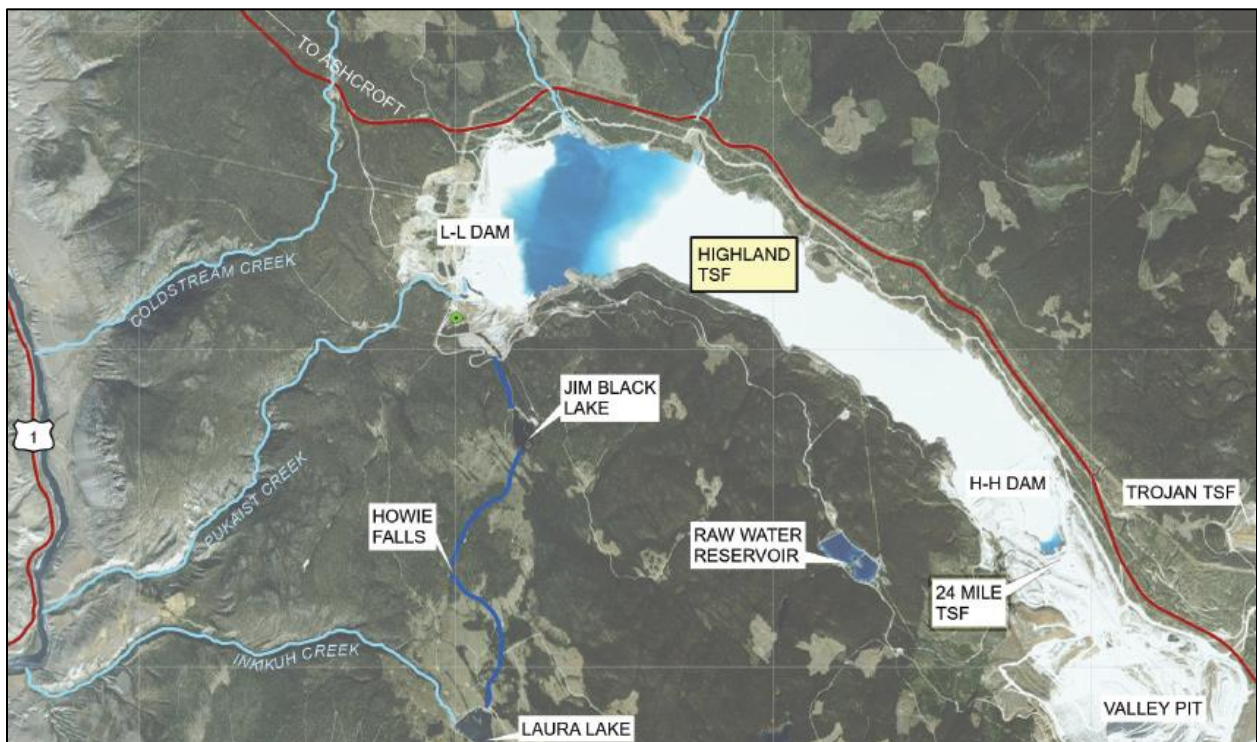 TO ASHCROFT
L-L DAM
HIGHLAND
TSF
COLDSTREAM CREEK
JIM BLACK
LAKE
1
H-H DAM
TROJAN TSF
PUKAIST CREEK
HOWIE
FALLS
RAW WATER
RESERVOIR
24 MILE
TSF
INKIKUH CREEK
VALLEY PIT
LAURA LAKE